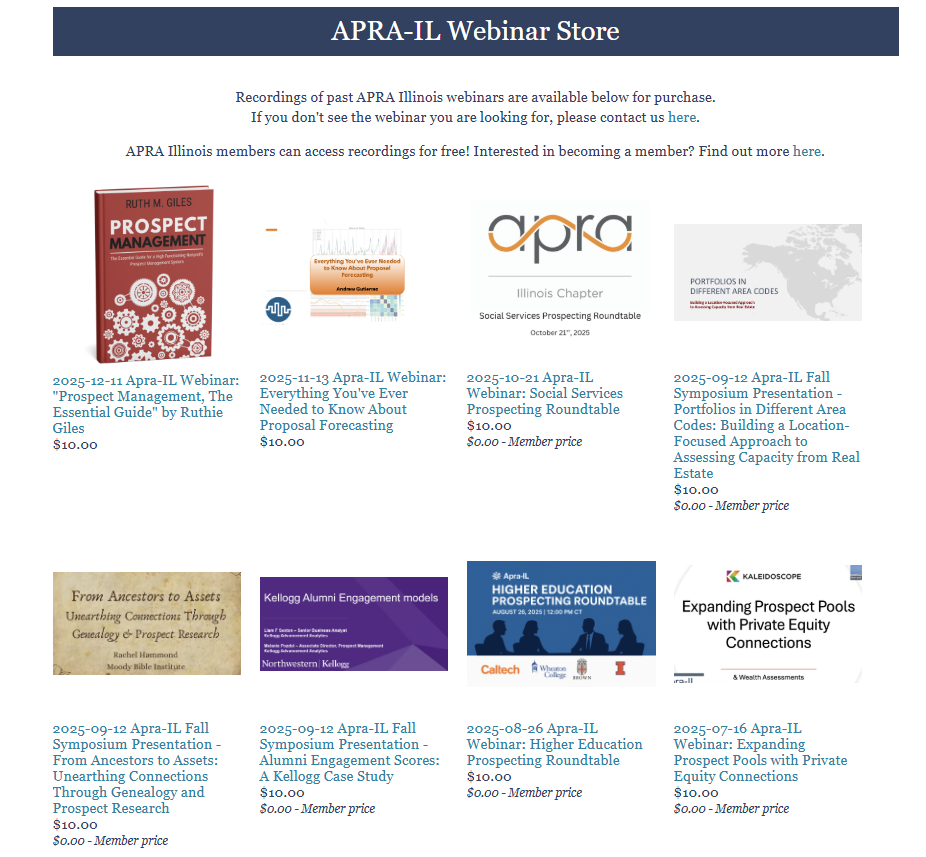 APRA-IL Webinar Store
Recordings of past APRA Illinois webinars are available below for purchase.
If you don't see the webinar you are looking for, please contact us here.
APRA Illinois members can access recordings for free! Interested in becoming a member? Find out more here.
RUTH M. GILES
PROSPECT
MANAGEMENT
The Essential Guide for a High Functioning Nonprofit
Prospect Management System
2025-12-11 Apra-IL Webinar:
"Prospect Management, The
Essential Guide" by Ruthie
Giles
$10.00
Everything You've Ever Needed
to Know About Proposal
Forecasting
Andrew Gutierrez
2025-11-13 Apra-IL Webinar:
Everything You've Ever
Needed to Know About
Proposal Forecasting
$10.00
apra
Illinois Chapter
Social Services Prospecting Roundtable
October 21st, 2025
2025-10-21 Apra-IL
Webinar: Social Services
Prospecting Roundtable
$10.00
$0.00 - Member price
PORTFOLIOS IN
DIFFERENT AREA CODES
Building a Location-Focused Approach
to Assessing Capacity from Real Estate
2025-09-12 Apra-IL Fall
Symposium Presentation -
Portfolios in Different Area
Codes: Building a Location-
Focused Approach to
Assessing Capacity from Real
Estate
$10.00
$0.00 - Member price
From Ancestors to Assets
Unearthing Connections Through
Genealogy & Prospect Research
Rachel Hammond
Moody Bible Institute
2025-09-12 Apra-IL Fall
Symposium Presentation -
From Ancestors to Assets:
Unearthing Connections
Through Genealogy and
Prospect Research
$10.00
$0.00 - Member price
Kellogg Alumni Engagement models
– Senior Business Analyst
Kellogg Advancement Analytics
– Associate Director, Prospect Management
Kellogg Advancement Analytics
Northwestern | Kellogg
2025-09-12 Apra-IL Fall
Symposium Presentation -
Alumni Engagement Scores:
A Kellogg Case Study
$10.00
$0.00 - Member price
Apra-IL
HIGHER EDUCATION
PROSPECTING ROUNDTABLE
AUGUST 26, 2025 | 12:00 PM CT
Caltech
Wheaton
College
BROWN
I
2025-08-26 Apra-IL
Webinar: Higher Education
Prospecting Roundtable
$10.00
$0.00 - Member price
KALEIDOSCOPE
Expanding Prospect Pools
with Private Equity
Connections
& Wealth Assessments
2025-07-16 Apra-IL
Webinar: Expanding
Prospect Pools with Private
Equity Connections
$10.00
$0.00 - Member price